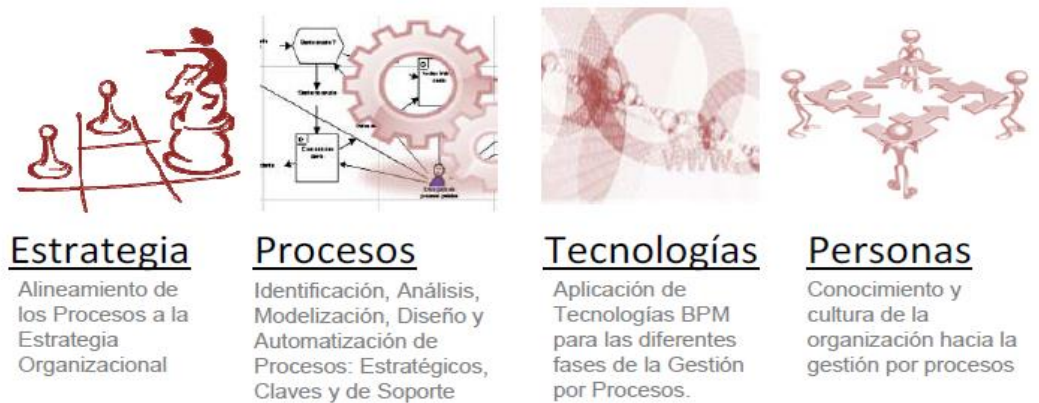 WWW
Estrategia
Alineamiento de
los Procesos a la
Estrategia
Organizacional
Procesos
Identificación, Análisis,
Modelización, Diseño y
Automatización de
Procesos: Estratégicos,
Claves y de Soporte
Tecnologías
Aplicación de
Tecnologías BPM
para las diferentes
fases de la Gestión
por Procesos.
Personas
Conocimiento y
cultura de la
organización hacia la
gestión por procesos